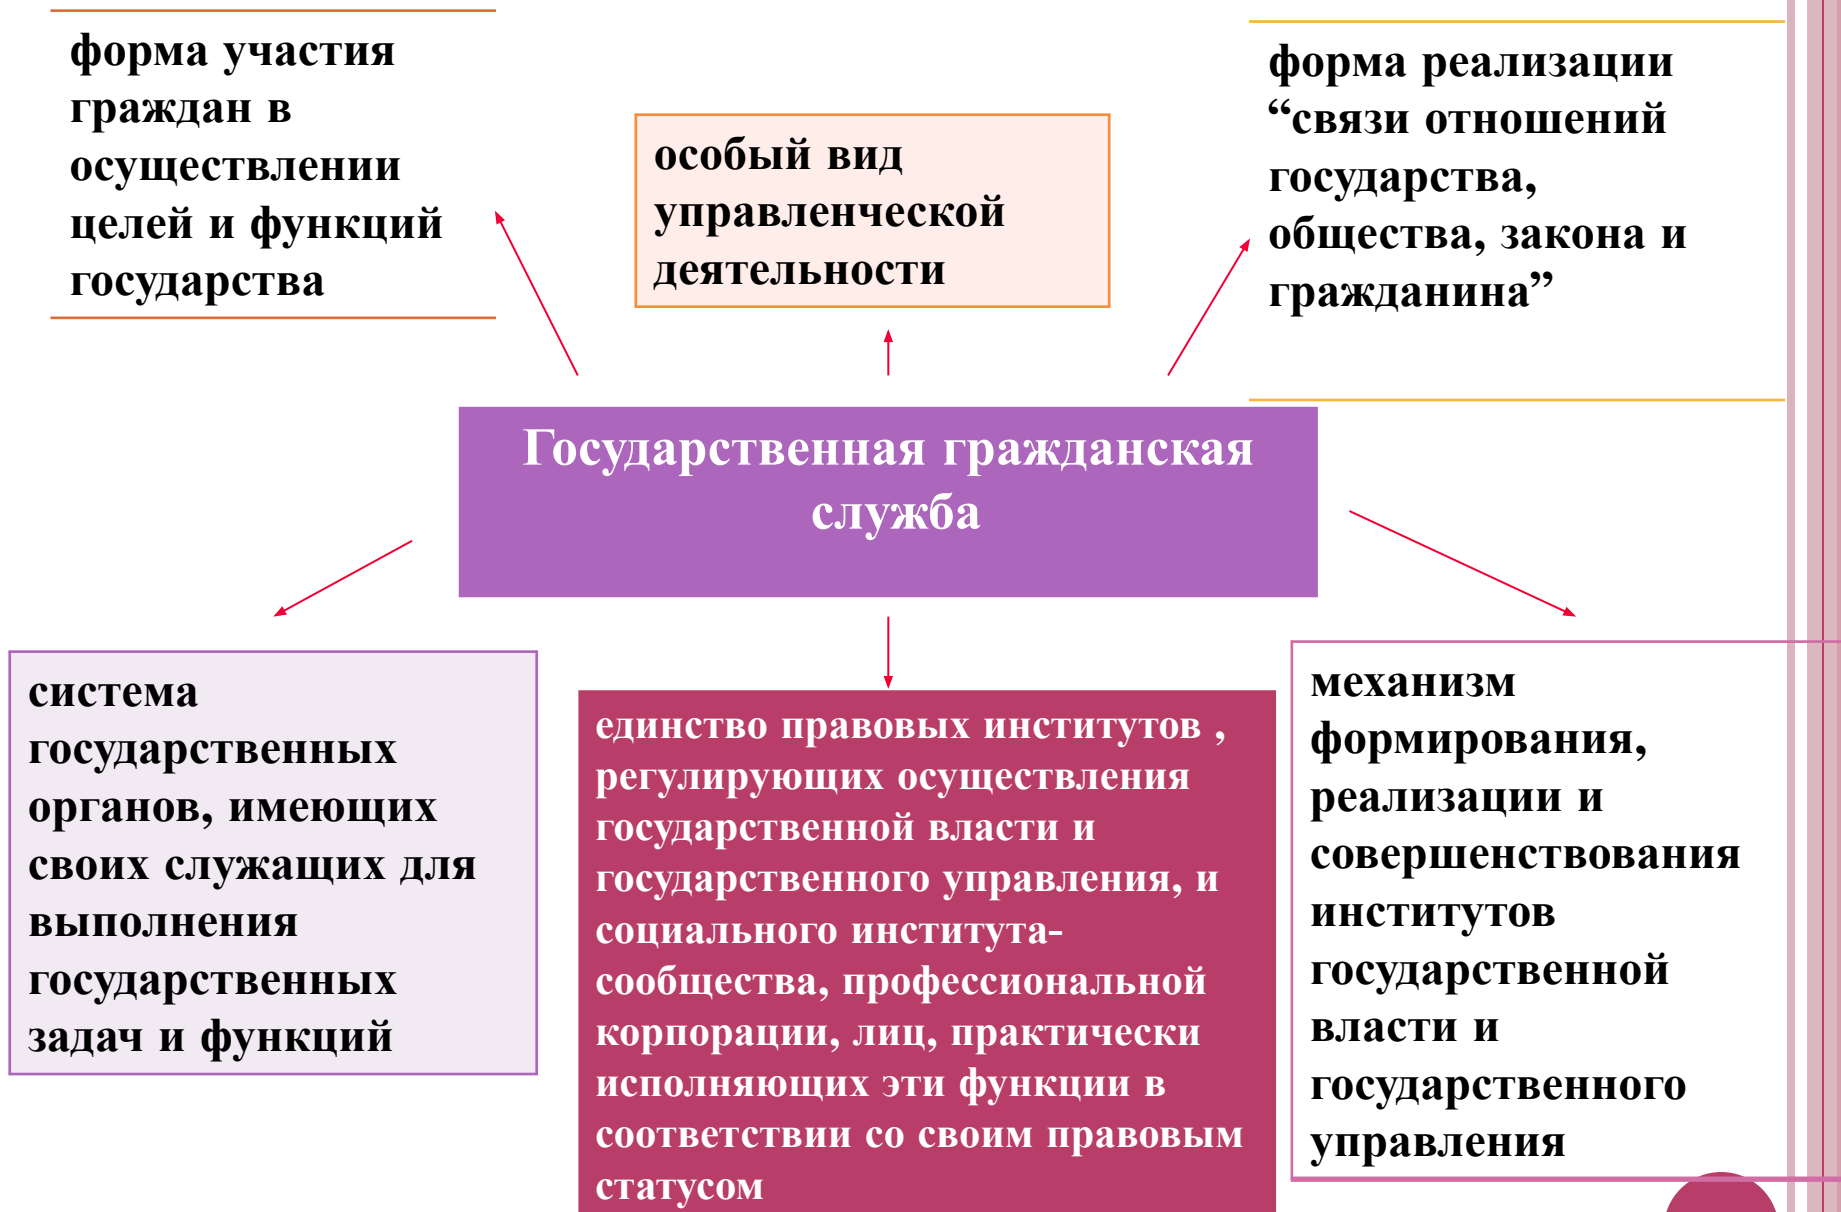 форма участия
граждан в
осуществлении
целей и функций
государства
особый вид
управленческой
деятельности
форма реализации
“связи отношений
государства,
общества, закона и
гражданина”
Государственная гражданская
служба
система
государственных
органов, имеющих
своих служащих для
выполнения
государственных
задач и функций
единство правовых институтов ,
регулирующих осуществления
государственной власти и
государственного управления, и
социального института-
сообщества, профессиональной
корпорации, лиц, практически
исполняющих эти функции в
соответствии со своим правовым
статусом
механизм
формирования,
реализации и
совершенствования
институтов
государственной
власти и
государственного
управления